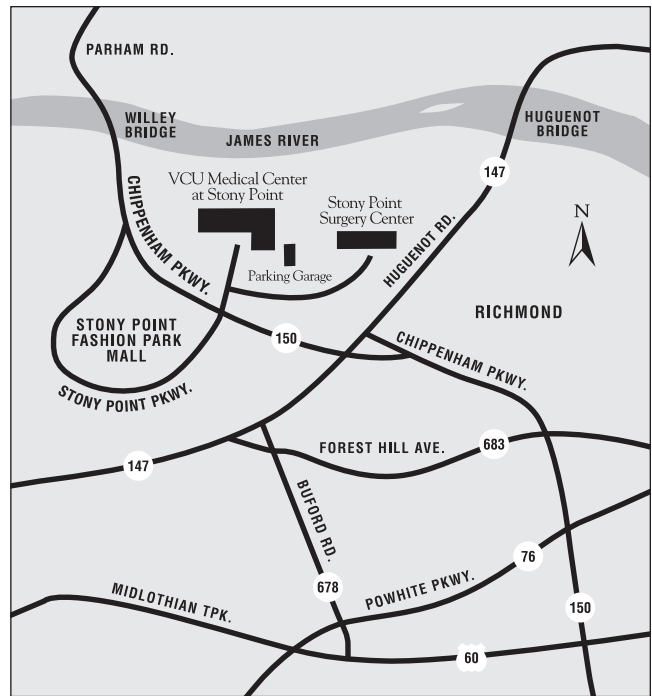 PARHAM RD.
WILLEY
BRIDGE
JAMES RIVER
HUGUENOT
BRIDGE
147
VCU Medical Center
at Stony Point
Stony Point
Surgery Center
Parking Garage
CHIPPENHAM PKWY.
HUGUENOT RD.
N
RICHMOND
STONY POINT
FASHION PARK
MALL
150
CHIPPENHAM PKWY.
STONY POINT PKWY.
FOREST HILL AVE.
683
147
BUFORD RD.
76
678
POWHITE PKWY.
MIDLOTHIAN TPK.
150
60